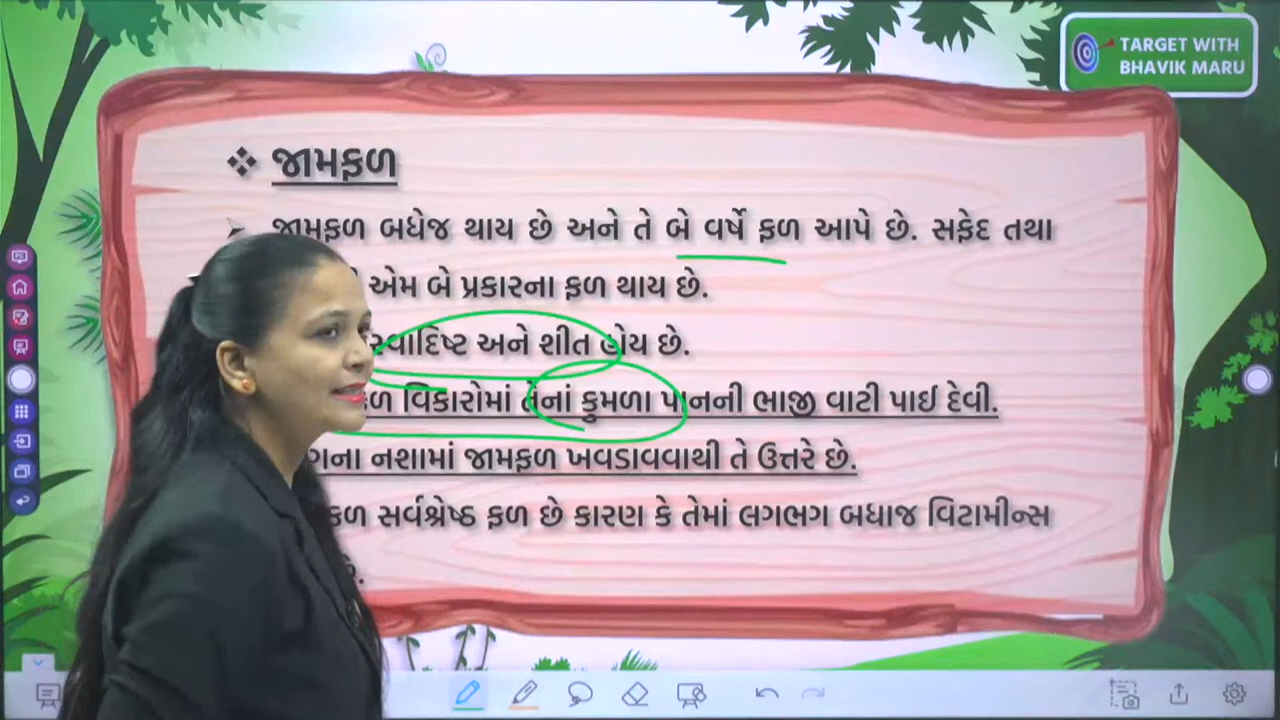 TARGET WITH
BHAVIK MARU
❖ જામફળ
➢ જામફળ બધેજ થાય છે અને તે બે વર્ષે ફળ આપે છે. સફેદ તથા
એમ બે પ્રકારના ફળ થાય છે.
સ્વાદિષ્ટ અને શીત હોય છે.
વિકારોમાં તેનાં કુમળા પાનની ભાજી વાટી પાઈ દેવી.
નશામાં જામફળ ખવડાવવાથી તે ઉત્તરે છે.
સર્વશ્રેષ્ઠ ફળ છે કારણ કે તેમાં લગભગ બધાજ વિટામીન્સ